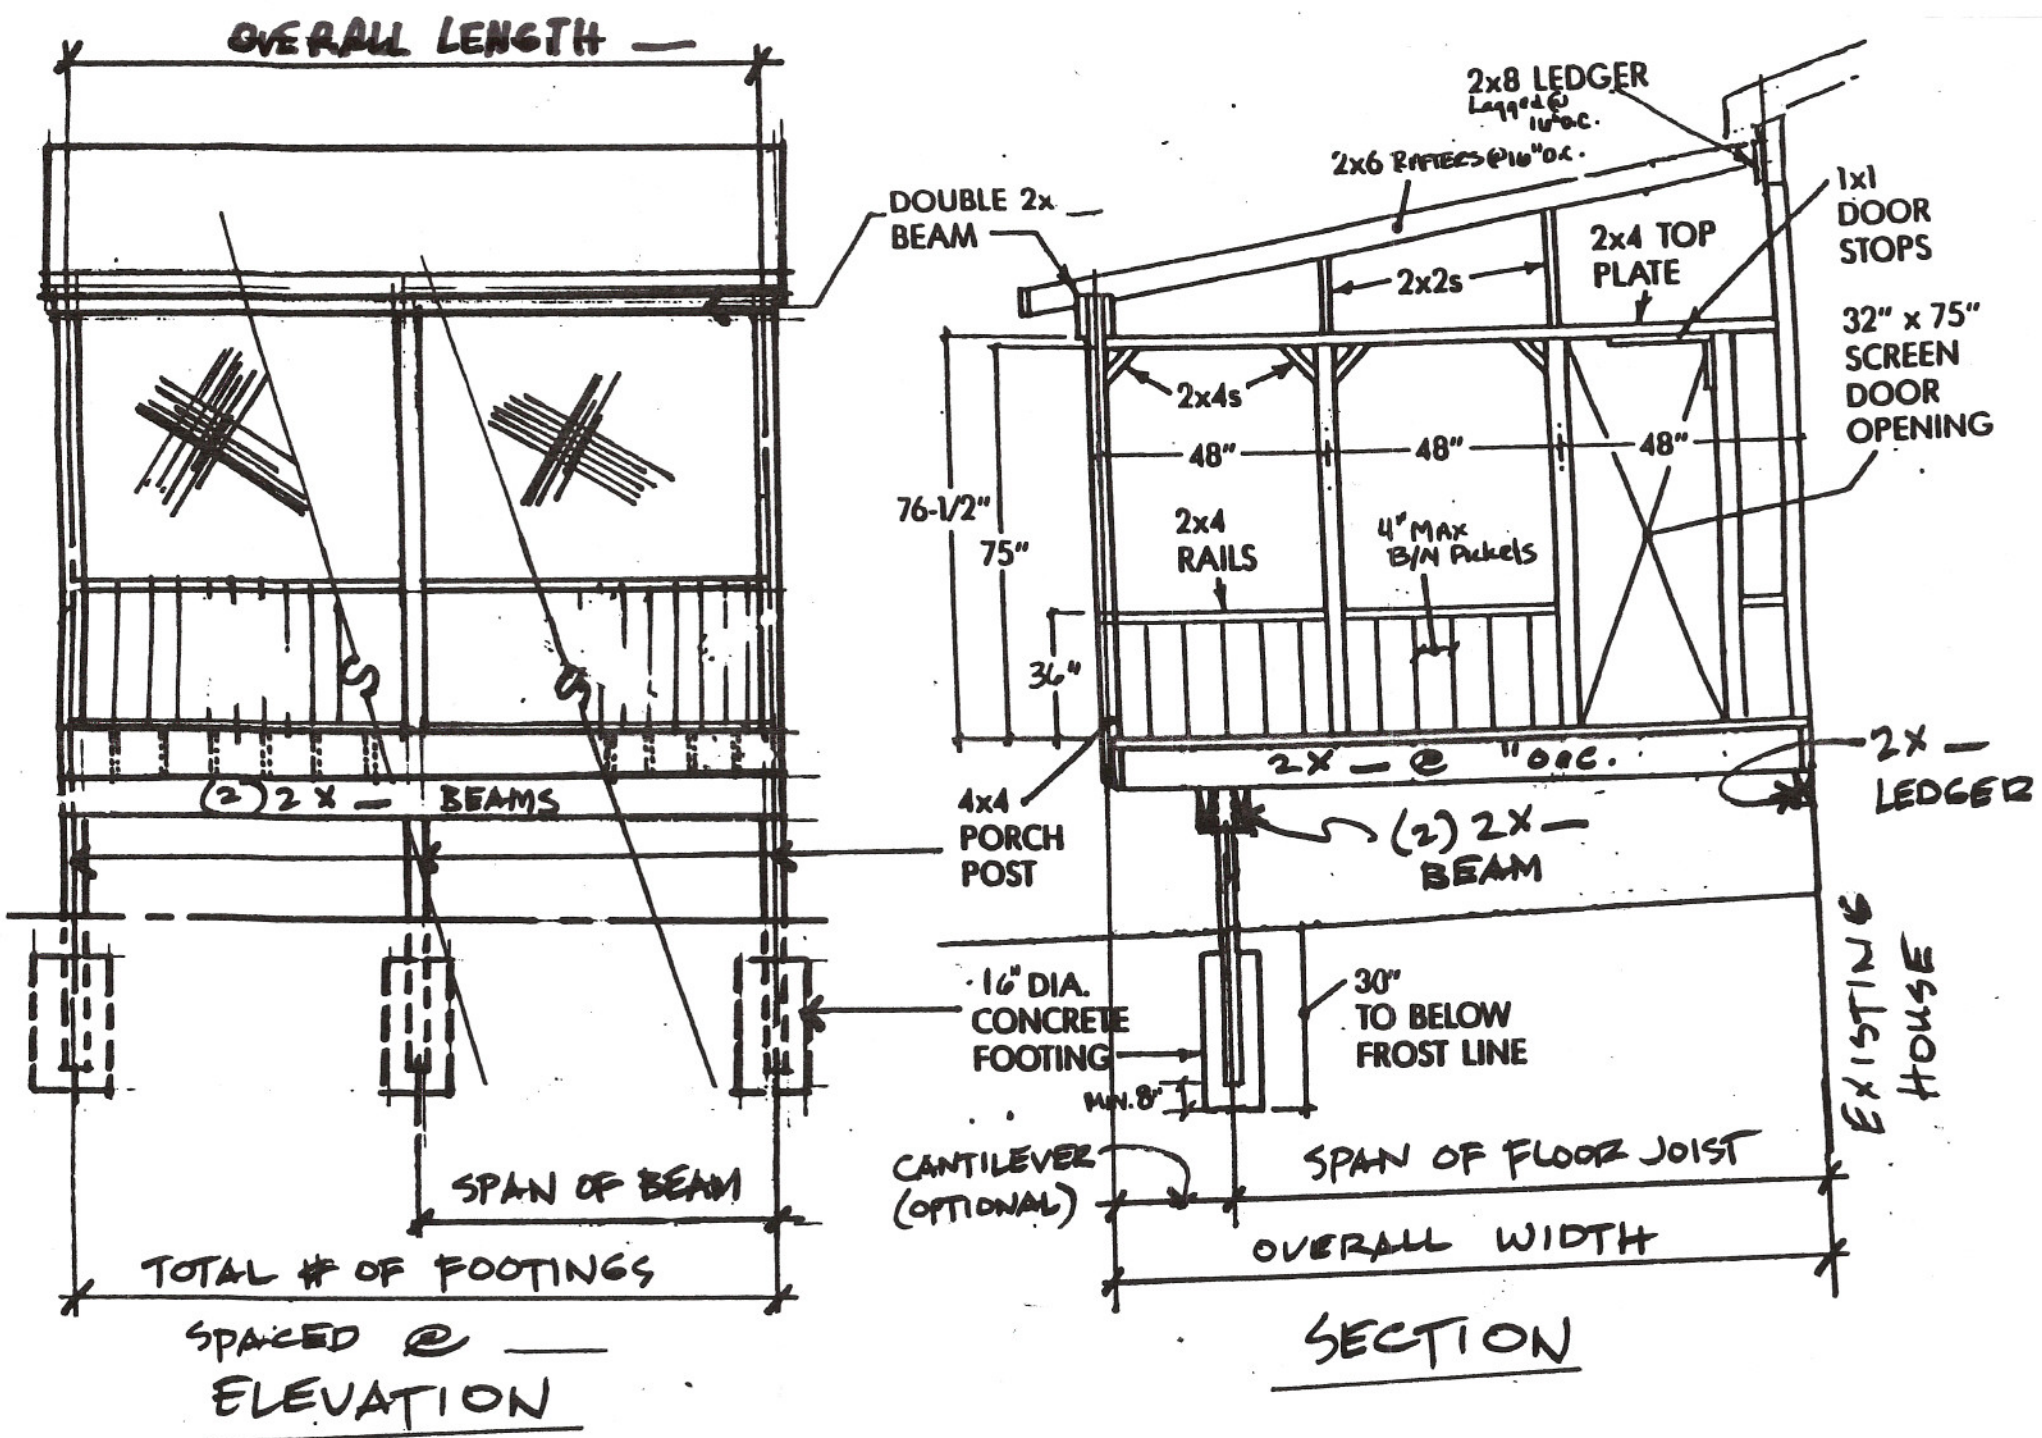 OVERALL LENGTH —
DOUBLE 2x —
BEAM
2x8 LEDGER
Lagged @
16" O.C.
2x6 RAFTERS @ 16" O.C.
1x1
DOOR
STOPS
2x4 TOP
PLATE
2x2s
32" x 75"
SCREEN
DOOR
OPENING
2x4s
48"
48"
48"
76-1/2"
75"
2x4
RAILS
4" MAX
B/N Pickets
36"
2X — @ "O.C.
2X —
LEDGER
(2) 2X — BEAMS
4x4
PORCH
POST
(2) 2X —
BEAM
16" DIA.
CONCRETE
FOOTING
30"
TO BELOW
FROST LINE
MIN. 8"
EXISTING
HOUSE
CANTILEVER
(OPTIONAL)
SPAN OF FLOOR JOIST
SPAN OF BEAM
OVERALL WIDTH
TOTAL # OF FOOTINGS
SPACED @ —
ELEVATION
SECTION